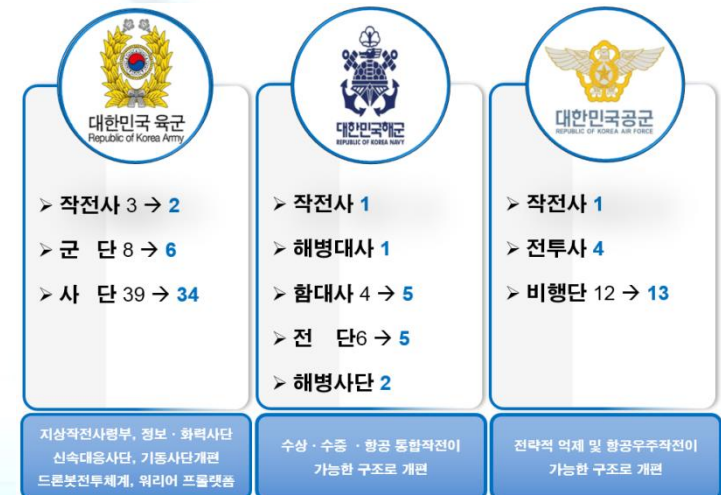 대한민국 육군
Republic of Korea Army
➢ 작전사 3 → 2
➢ 군 단 8 → 6
➢ 사 단 39 → 34
지상작전사령부, 정보 · 화력사단
신속대응사단, 기동사단개편
드론봇전투체계, 워리어 프롤랫폼
대한민국해군
REPUBLIC OF KOREA NAVY
➢ 작전사 1
➢ 해병대사 1
➢ 함대사 4 → 5
➢ 전 단6 → 5
➢ 해병사단 2
수상 · 수중 · 항공 통합작전이
가능한 구조로 개편
대한민국공군
REPUBLIC OF KOREA AIR FORCE
➢ 작전사 1
➢ 전투사 4
➢ 비행단 12 → 13
전략적 억제 및 항공우주작전이
가능한 구조로 개편